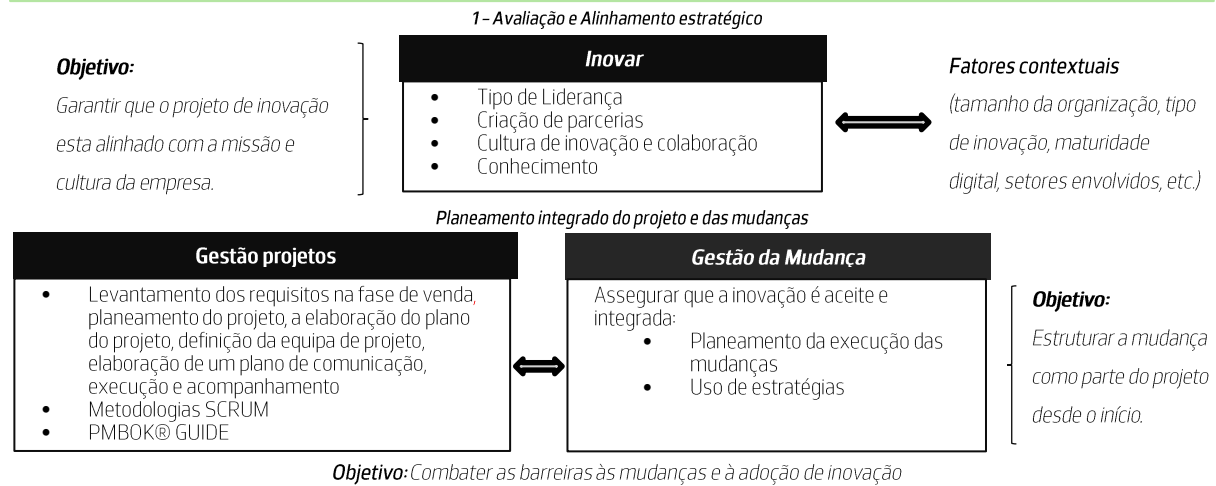 1 – Avaliação e Alinhamento estratégico
Objetivo:
Garantir que o projeto de inovação
esta alinhado com a missão e
cultura da empresa.
Inovar
• Tipo de Liderança
• Criação de parcerias
• Cultura de inovação e colaboração
• Conhecimento
Fatores contextuais
(tamanho da organização, tipo
de inovação, maturidade
digital, setores envolvidos, etc.)
Planeamento integrado do projeto e das mudanças
Gestão projetos
• Levantamento dos requisitos na fase de venda,
planeamento do projeto, a elaboração do plano
do projeto, definição da equipa de projeto,
elaboração de um plano de comunicação,
execução e acompanhamento
• Metodologias SCRUM
• PMBOK® GUIDE
Gestão da Mudança
Assegurar que a inovação é aceite e
integrada:
• Planeamento da execução das
mudanças
• Uso de estratégias
Objetivo:
Estruturar a mudança
como parte do projeto
desde o início.
Objetivo: Combater as barreiras às mudanças e à adoção de inovação